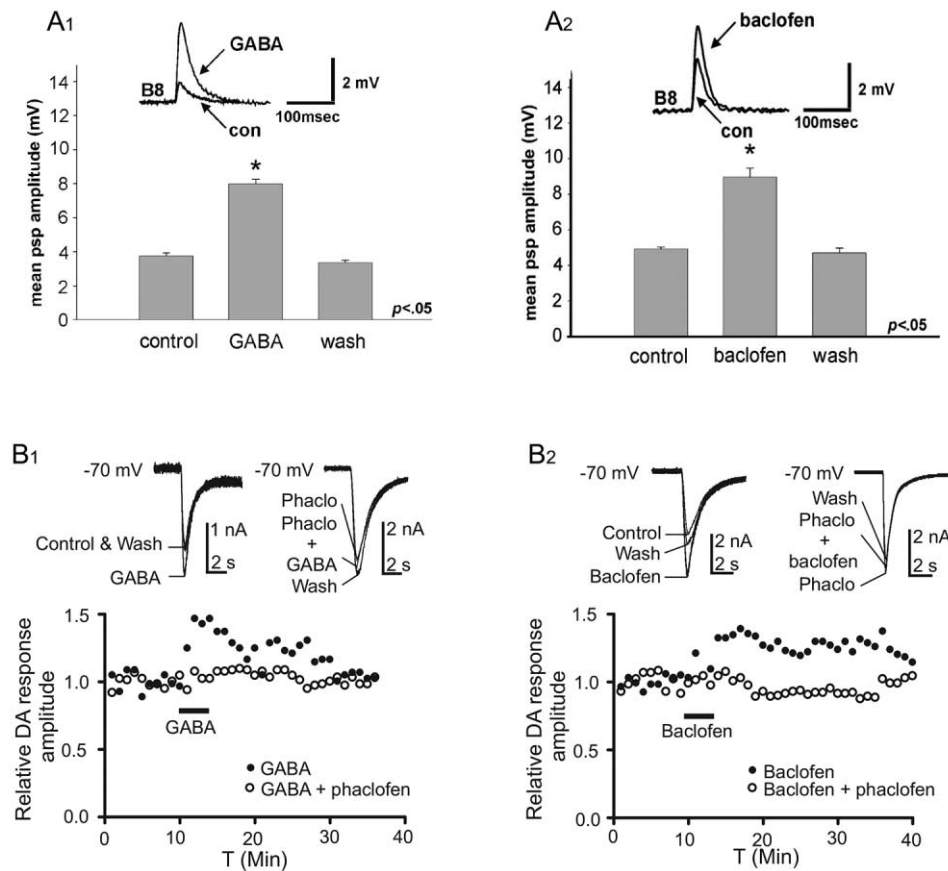 A1
GABA
B8
con
2 mV
100msec
mean psp amplitude (mV)
14
12
10
8
6
4
2
0
*
control
GABA
wash
p<.05
A2
baclofen
B8
con
2 mV
100msec
mean psp amplitude (mV)
14
12
10
8
6
4
2
0
*
control
baclofen
wash
p<.05
B1
-70 mV
Control & Wash
GABA
1 nA
2 s
Phaclo
Phaclo
+
GABA
Wash
2 nA
2 s
Relative DA response
amplitude
1.5
1.0
0.5
0.0
GABA
GABA
GABA + phaclofen
0
10
20
30
40
T (Min)
B2
-70 mV
Control
Wash
Baclofen
2 nA
2 s
-70 mV
Wash
Phaclo
+
baclofen
Phaclo
2 nA
2 s
Relative DA response
amplitude
1.5
1.0
0.5
0.0
Baclofen
Baclofen
Baclofen + phaclofen
0
10
20
30
40
T (Min)